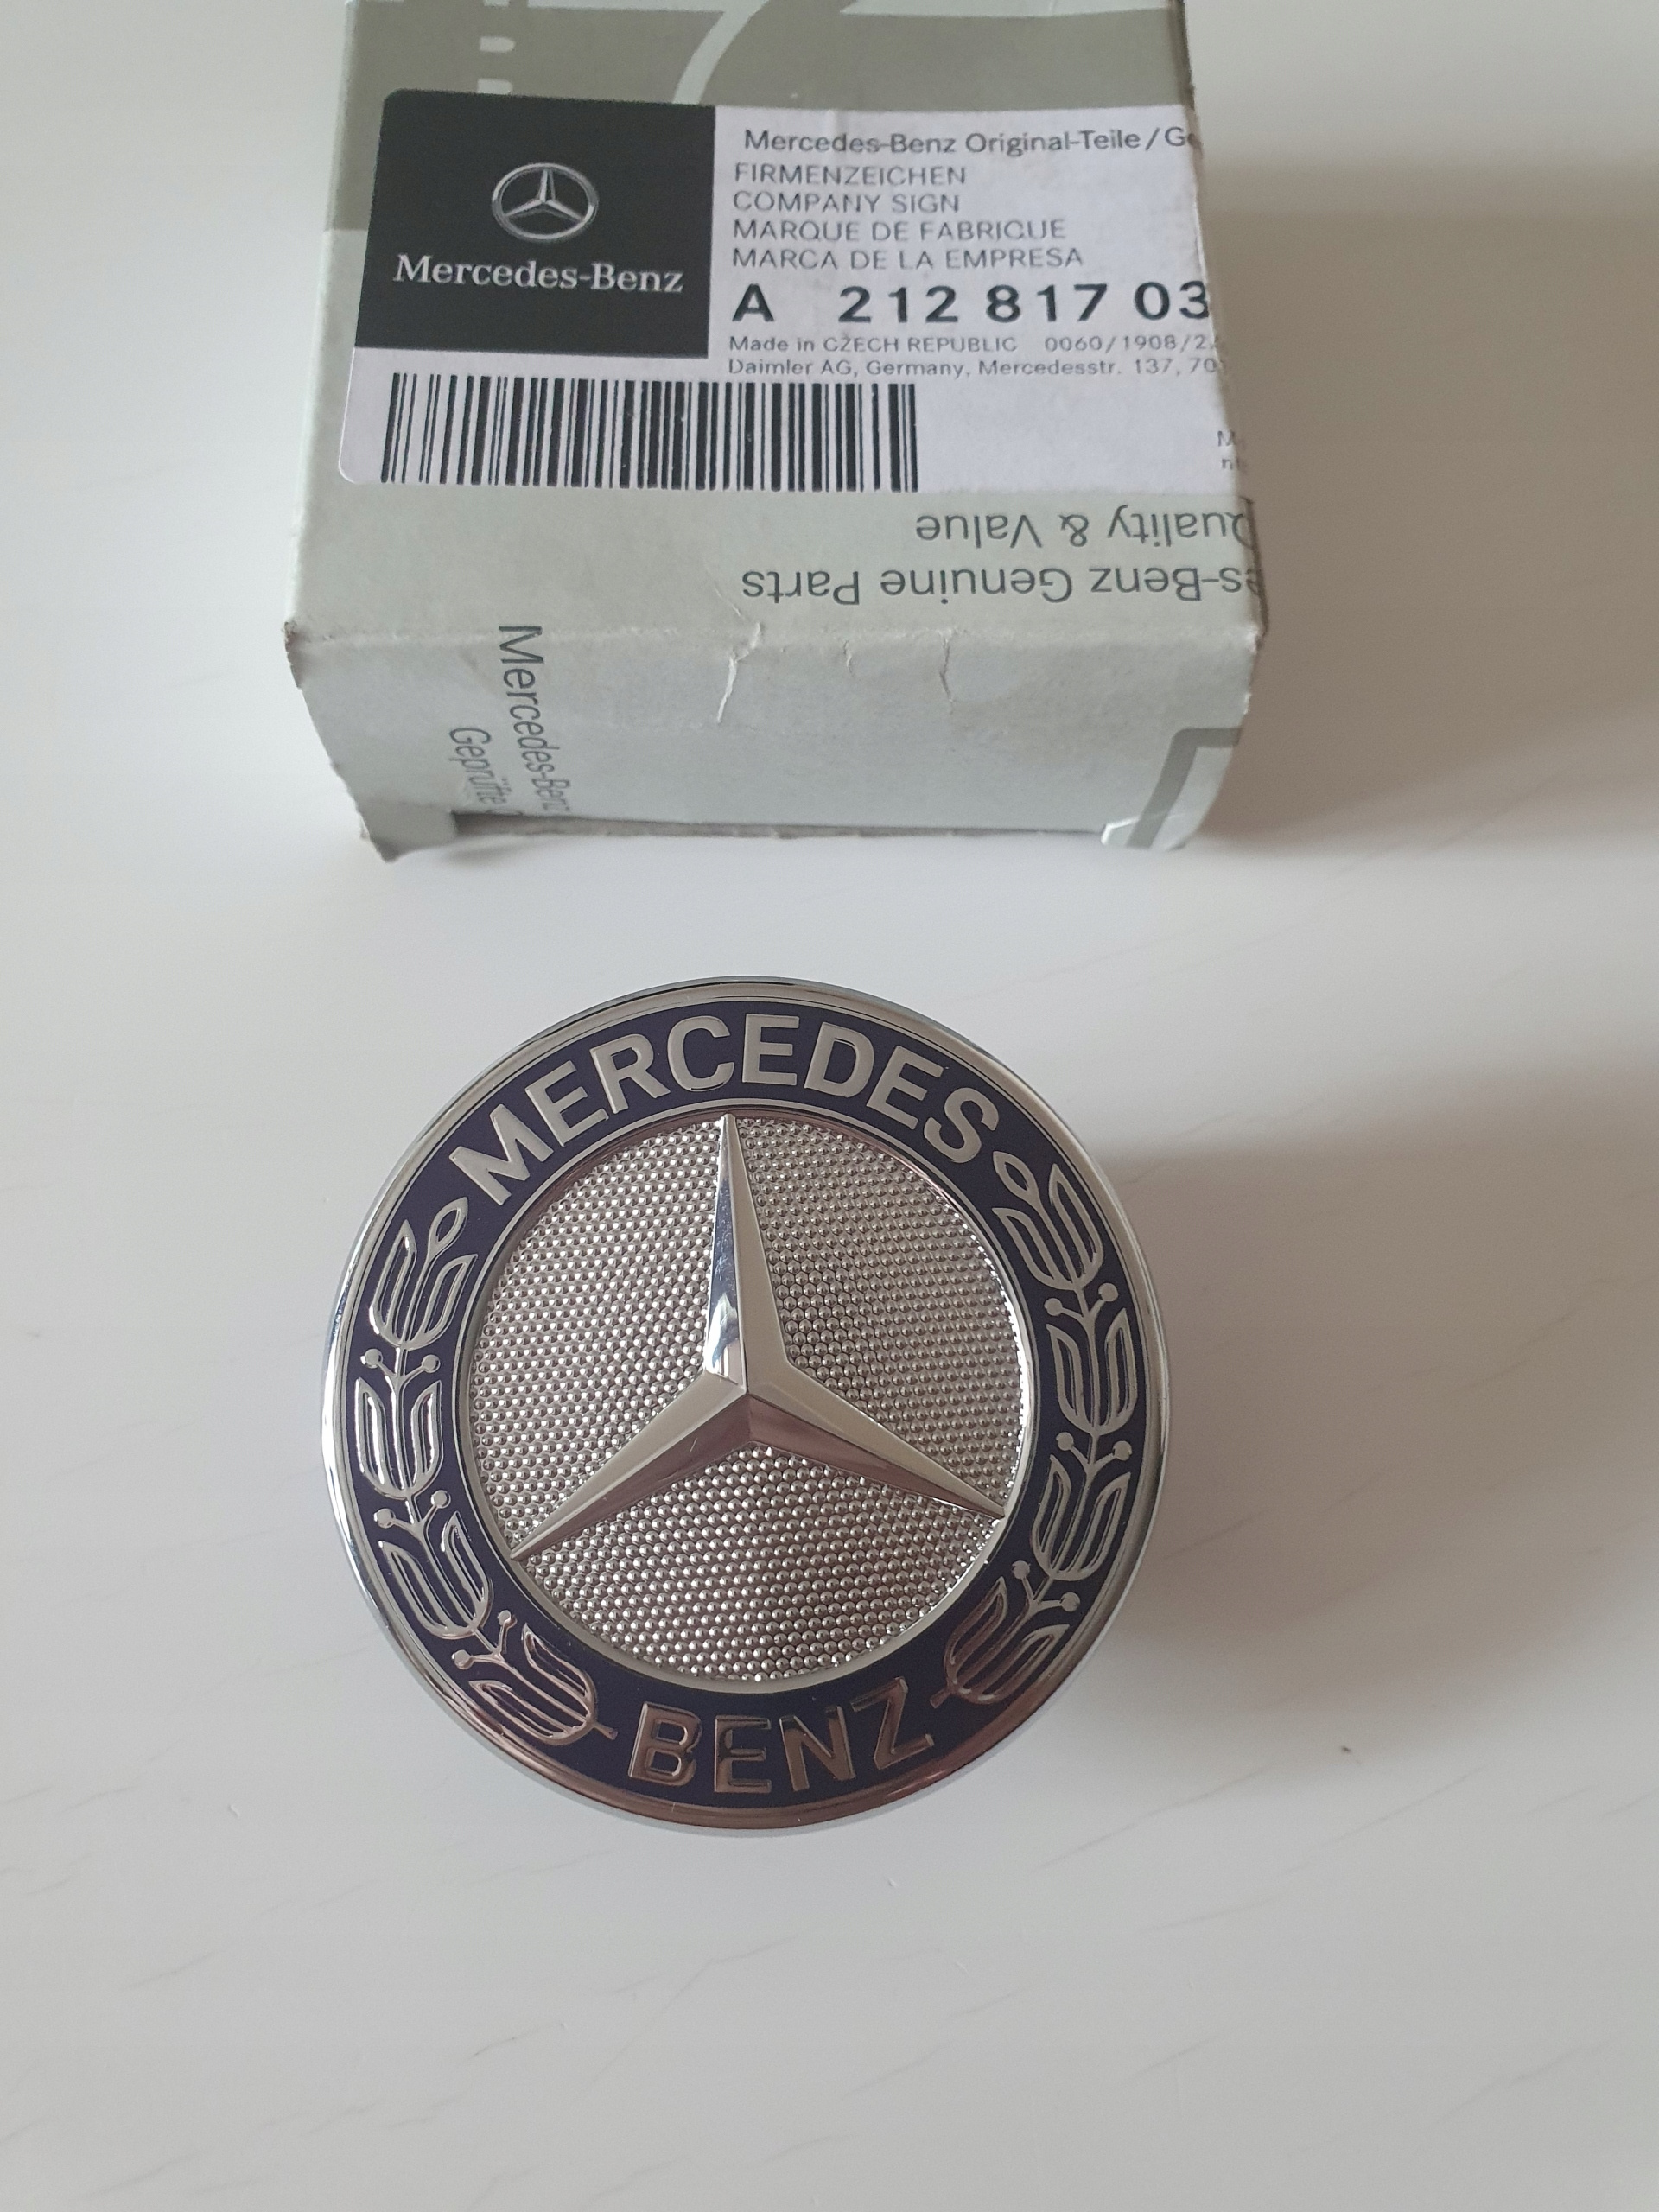 Mercedes-Benz
Mercedes-Benz Original-Teile/
FIRMENZEICHEN
COMPANY SIGN
MARQUE DE FABRIQUE
MARCA DE LA EMPRESA
A 212 817 03
Made in CZECH REPUBLIC 0060/1908/2
Daimler AG, Germany, Mercedesstr. 137, 70
Quality & Value
es-Benz Genuine Parts
Mercedes-Benz
Geprüfte
MERCEDES
BENZ